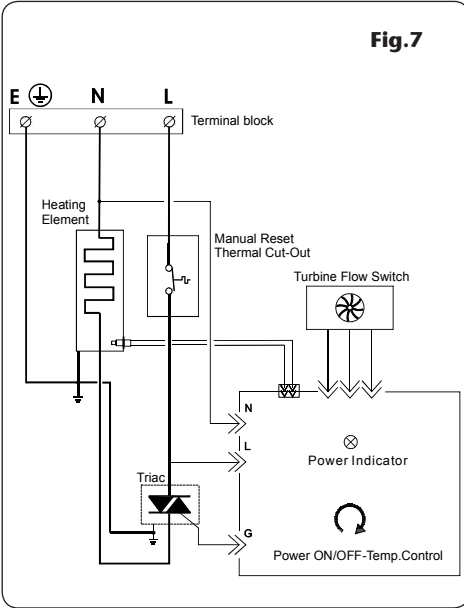 Fig.7
E N L
Terminal block
Heating
Element
Manual Reset
Thermal Cut-Out
Turbine Flow Switch
N
L
Power Indicator
Triac
G
Power ON/OFF-Temp.Control